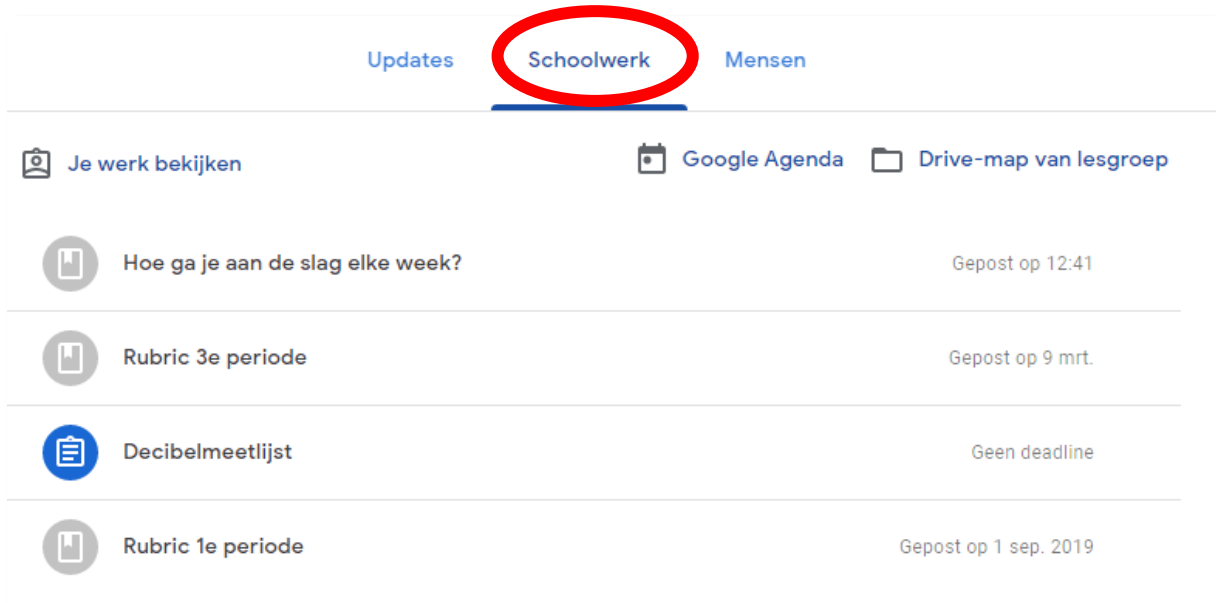 Updates Schoolwerk Mensen
Je werk bekijken Google Agenda Drive-map van lesgroep
Hoe ga je aan de slag elke week? Gepost op 12:41
Rubric 3e periode Gepost op 9 mrt.
Decibelmeetlijst Geen deadline
Rubric 1e periode Gepost op 1 sep. 2019